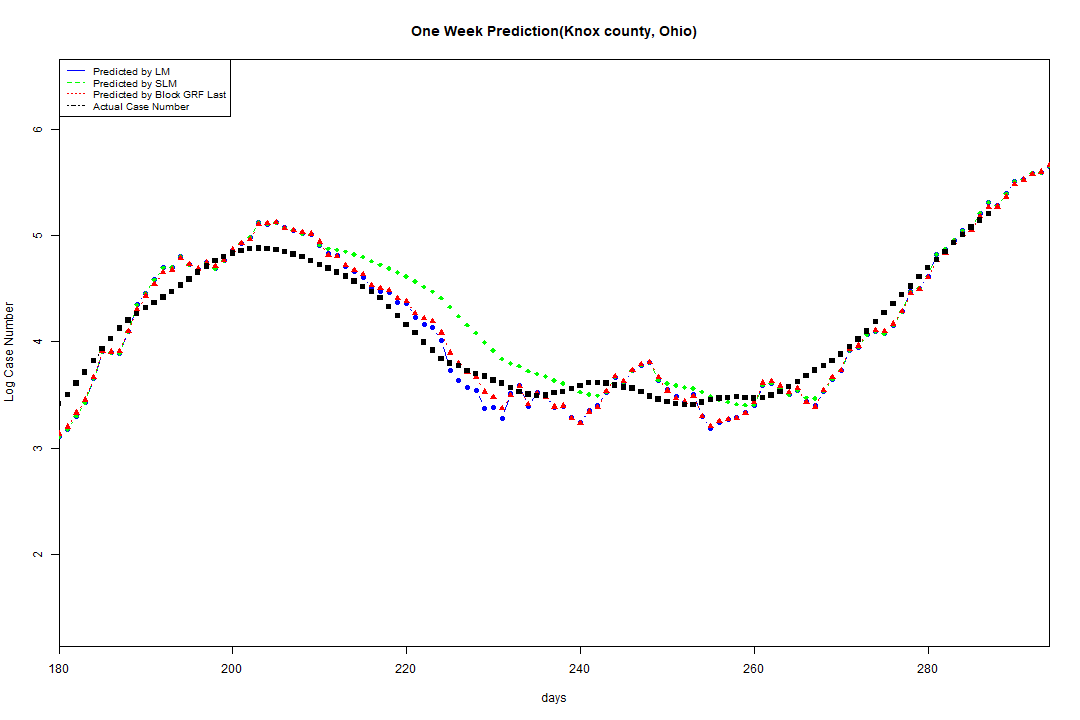 One Week Prediction(Knox county, Ohio)
Predicted by LM
Predicted by SLM
Predicted by Block GRF Last
Actual Case Number
6
5
4
3
2
Log Case Number
180 200 220 240 260 280
days